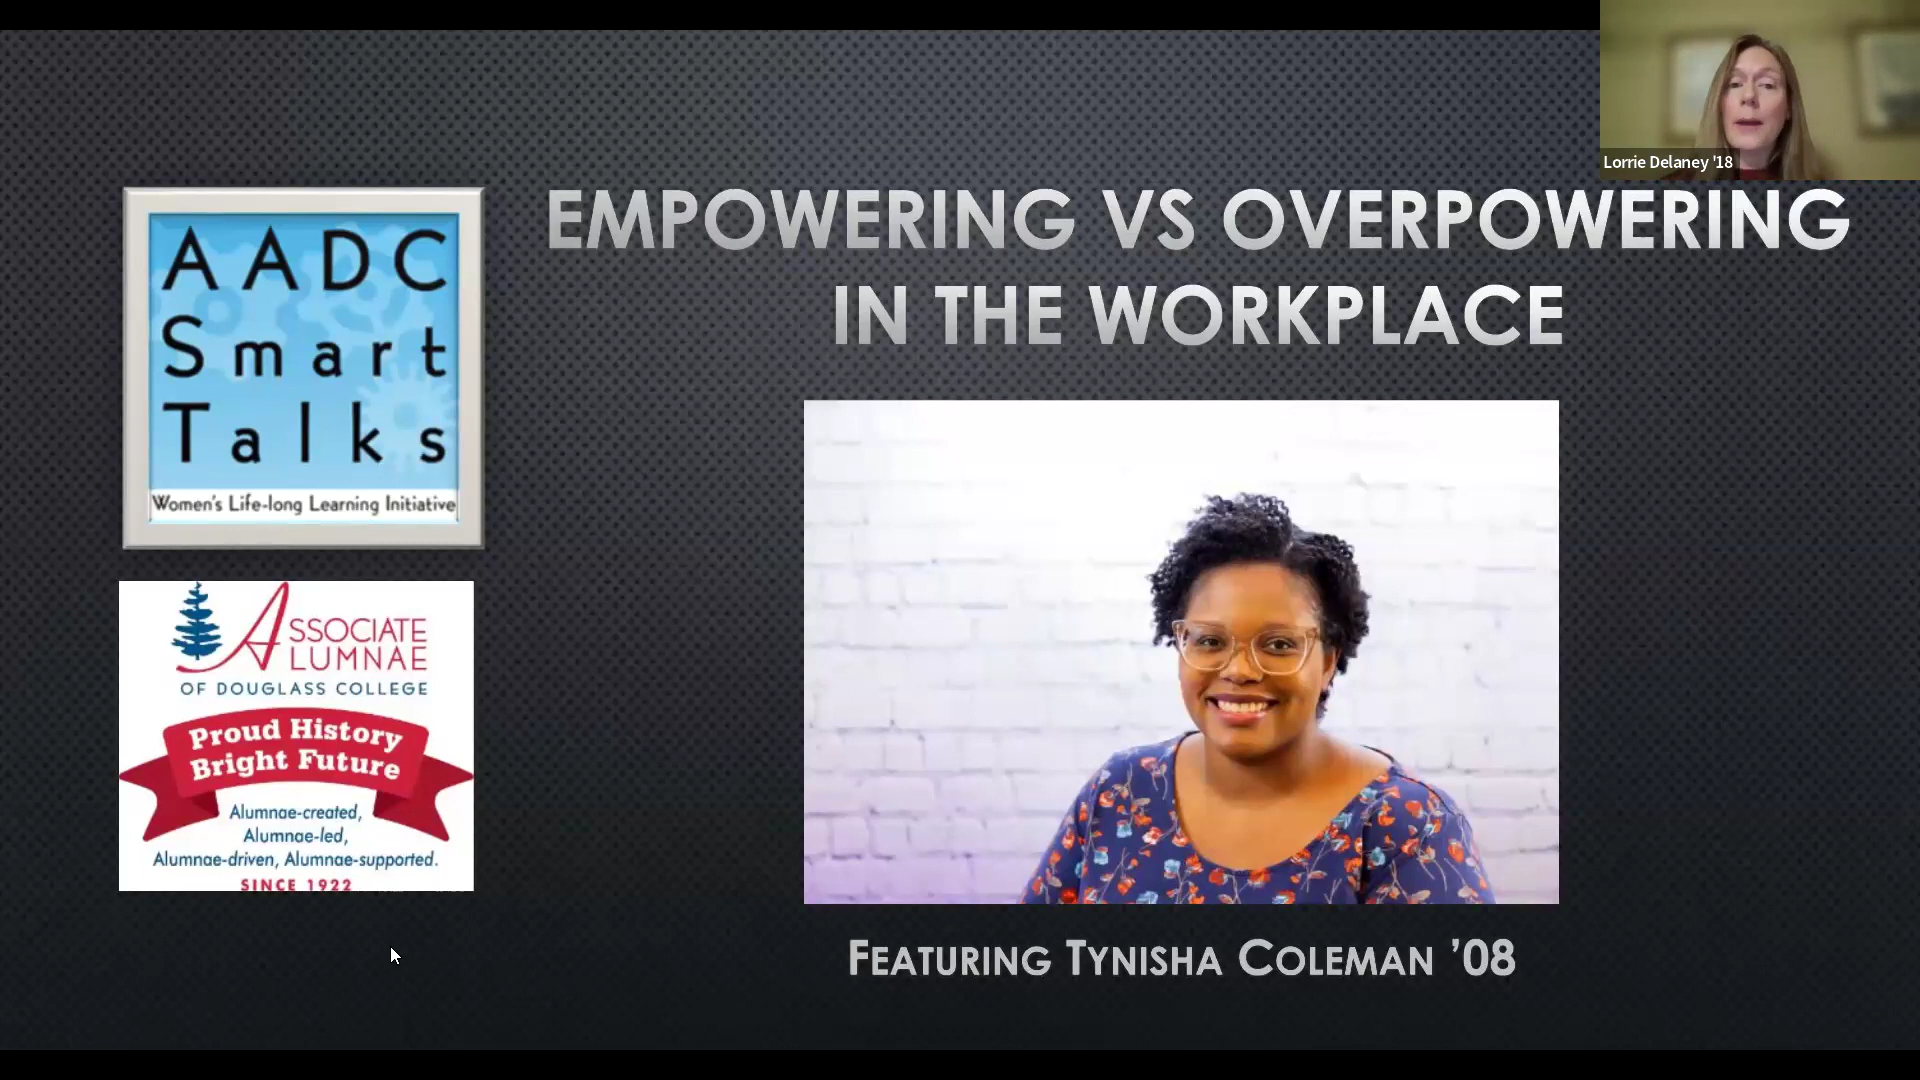 Lorrie Delaney '18
EMPOWERING VS OVERPOWERING
IN THE WORKPLACE
AADC
Smart
Talks
Women's Life-long Learning Initiative
ASSOCIATE
ALUMNAE
OF DOUGLASS COLLEGE
Proud History
Bright Future
Alumnae-created,
Alumnae-led,
Alumnae-driven, Alumnae-supported.
SINCE 1922
FEATURING TYNISHA COLEMAN ’08